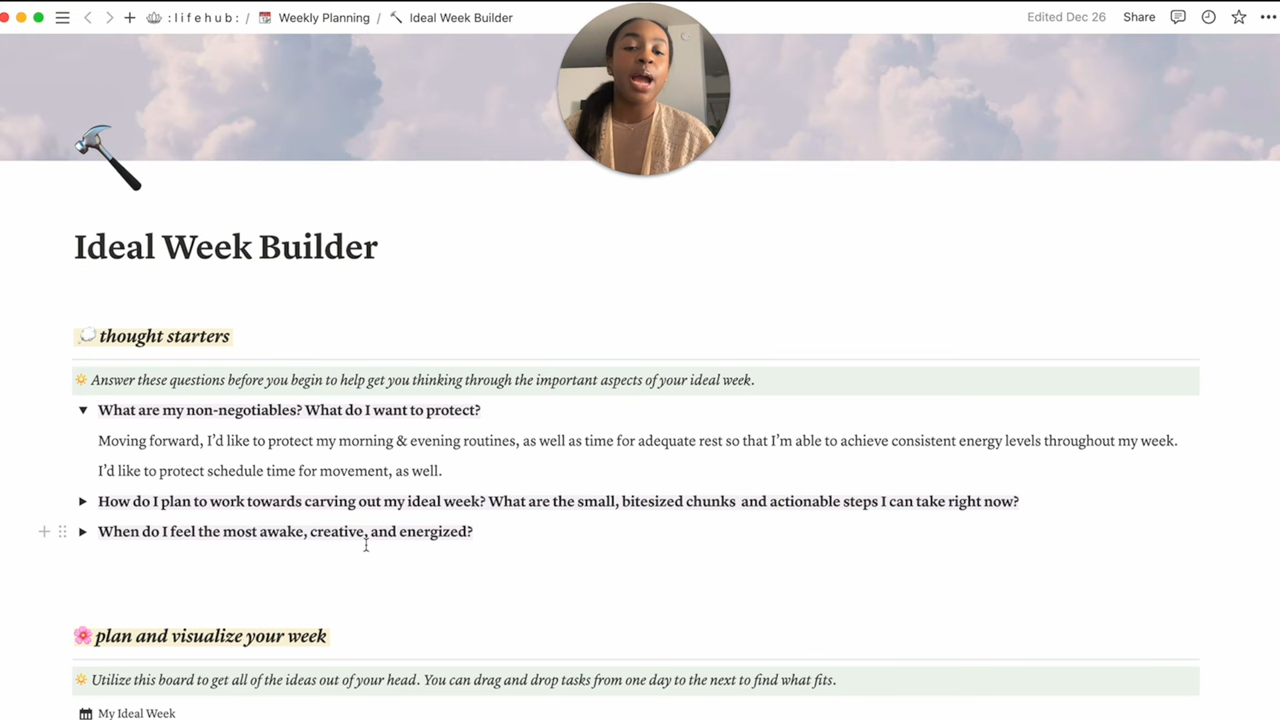 : l i f e h u b : / Weekly Planning / Ideal Week Builder Edited Dec 26 Share
Ideal Week Builder
thought starters
Answer these questions before you begin to help get you thinking through the important aspects of your ideal week.
What are my non-negotiables? What do I want to protect?
Moving forward, I'd like to protect my morning & evening routines, as well as time for adequate rest so that I'm able to achieve consistent energy levels throughout my week.
I'd like to protect schedule time for movement, as well.
How do I plan to work towards carving out my ideal week? What are the small, bitesized chunks and actionable steps I can take right now?
When do I feel the most awake, creative, and energized?
plan and visualize your week
Utilize this board to get all of the ideas out of your head. You can drag and drop tasks from one day to the next to find what fits.
My Ideal Week